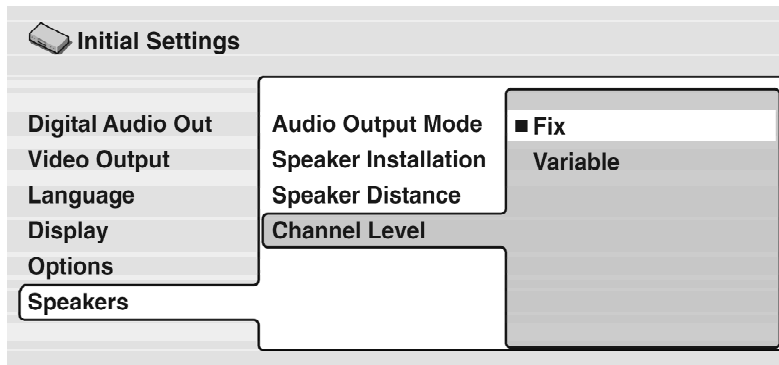 Initial Settings
Digital Audio Out
Video Output
Language
Display
Options
Speakers
Audio Output Mode
Speaker Installation
Speaker Distance
Channel Level
Fix
Variable